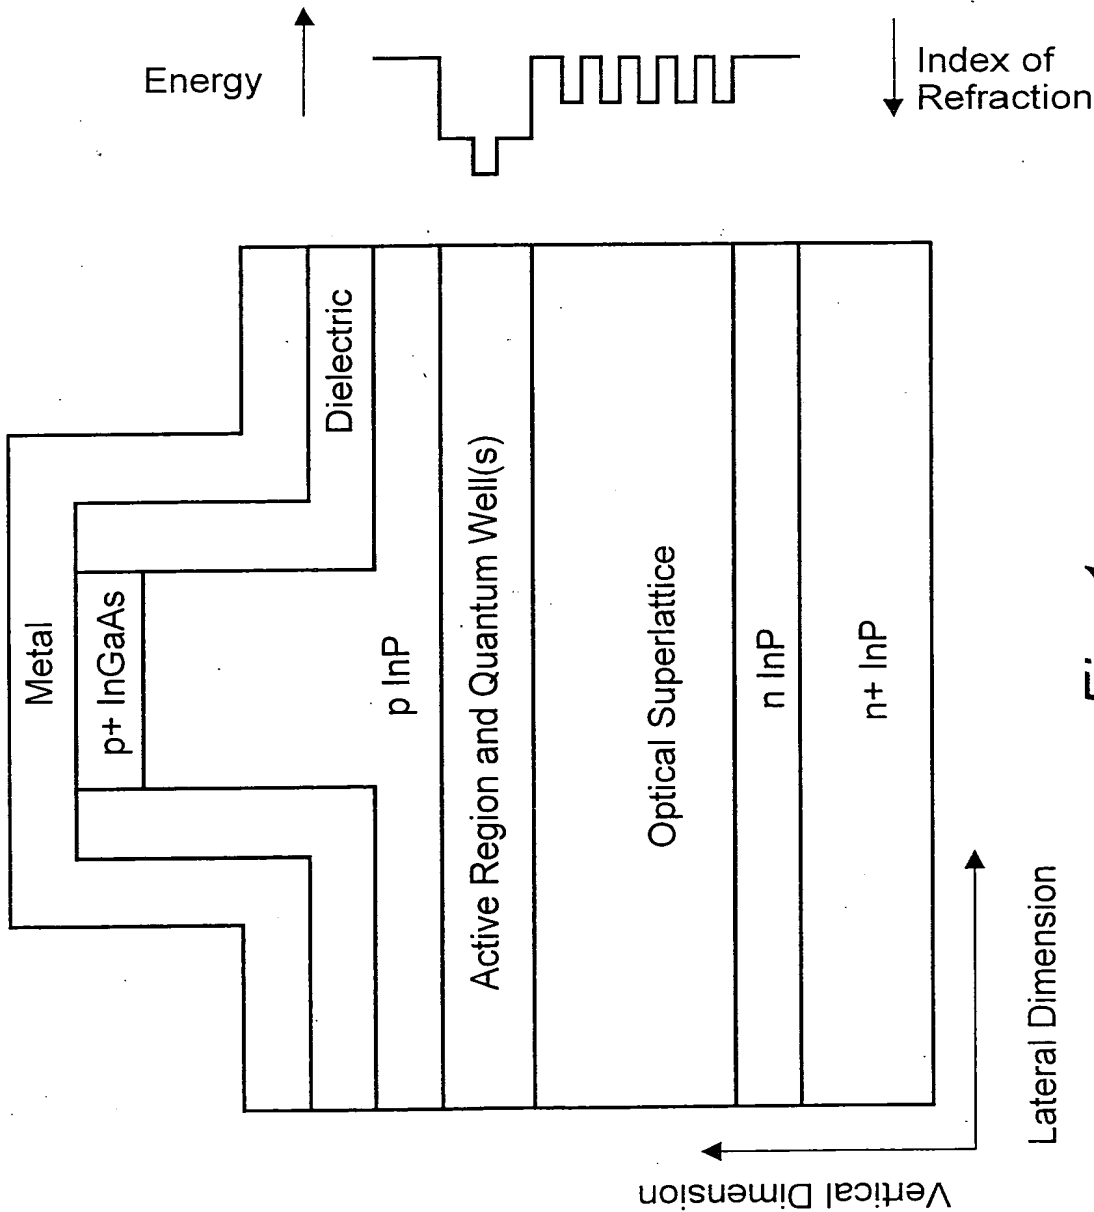 Energy
Index of
Refraction
Metal
p+ InGaAs
Dielectric
p InP
Active Region and Quantum Well(s)
Optical Superlattice
n InP
n+ InP
Lateral Dimension
Vertical Dimension